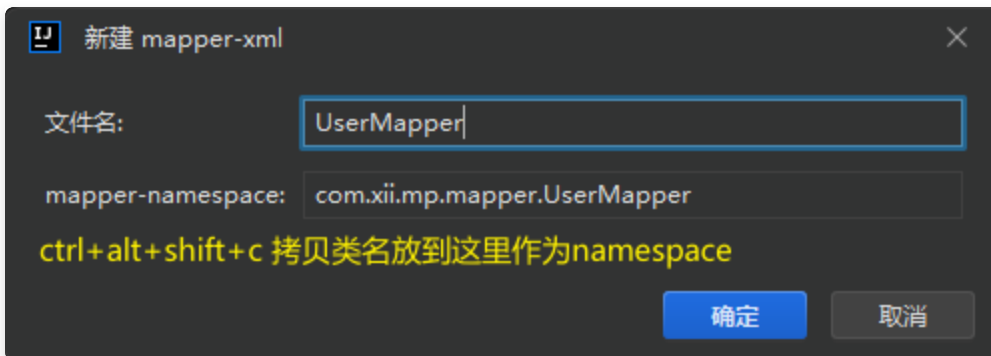 IJ
新建 mapper-xml
文件名: UserMapper
mapper-namespace: com.xii.mp.mapper.UserMapper
ctrl+alt+shift+c 拷贝类名放到这里作为namespace
确定 取消